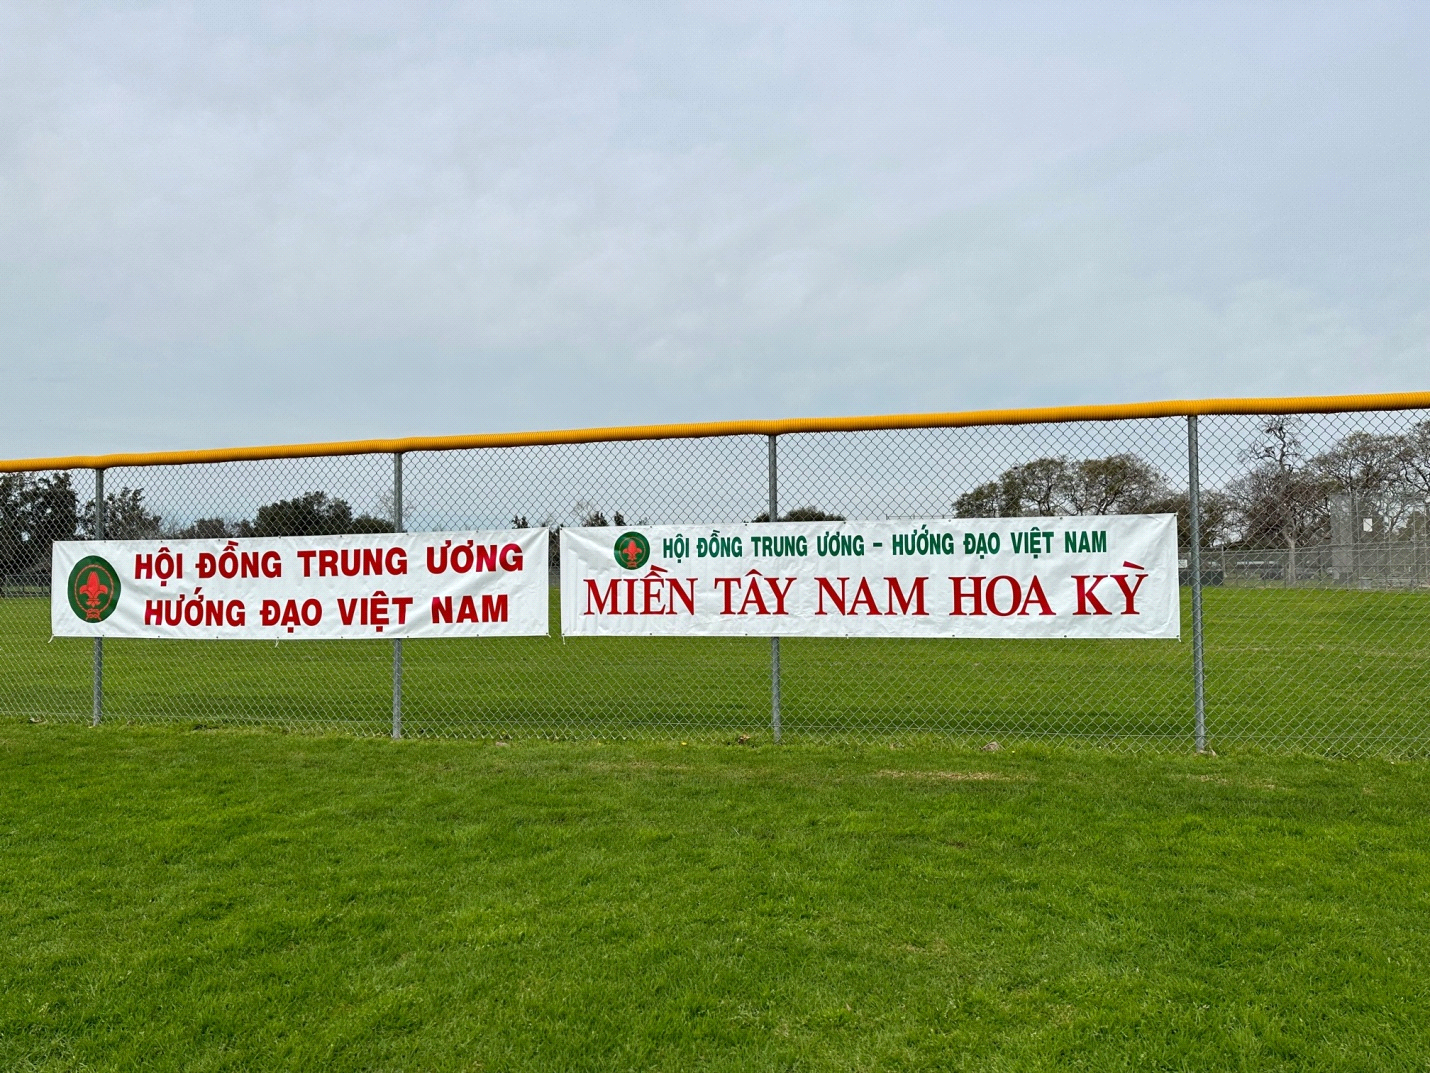 HỘI ĐỒNG TRUNG ƯƠNG
HƯỚNG ĐẠO VIỆT NAM
HỘI ĐỒNG TRUNG ƯƠNG - HƯỚNG ĐẠO VIỆT NAM
MIỀN TÂY NAM HOA KỲ